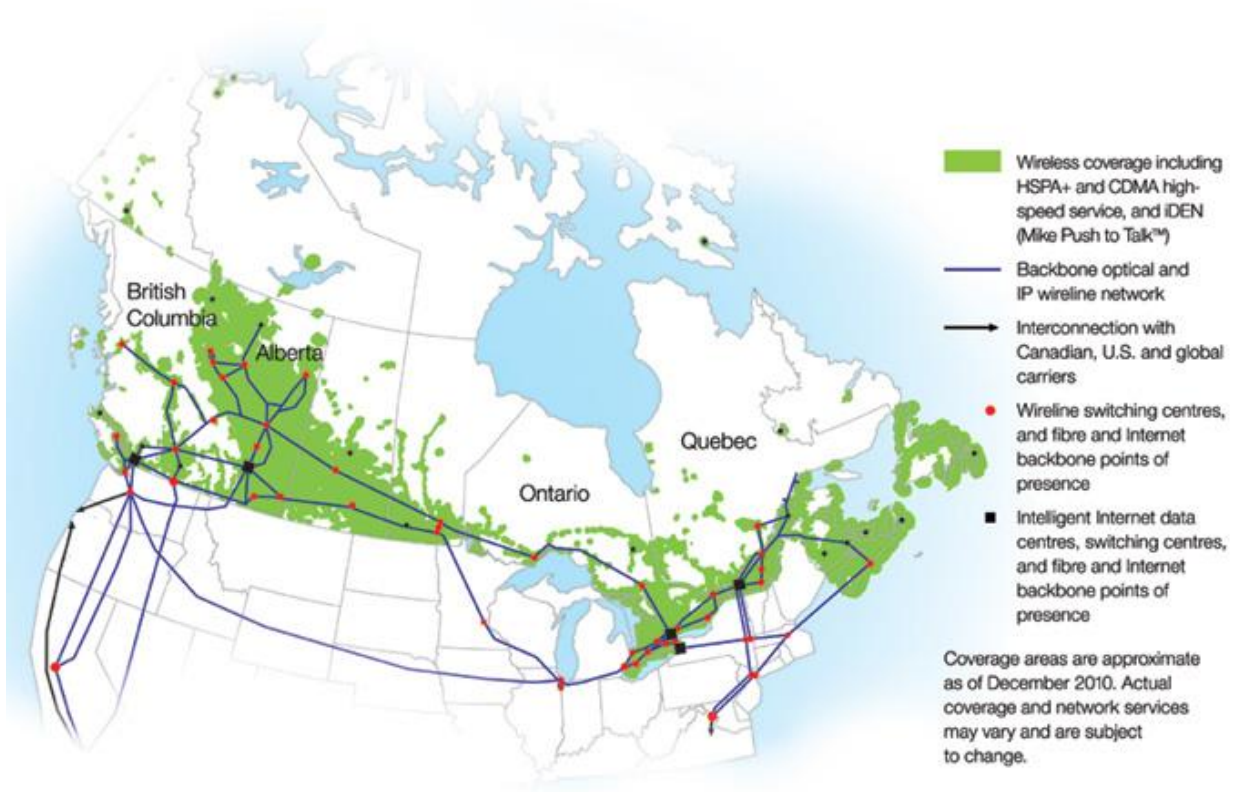 British
Columbia
Alberta
Ontario
Quebec
Wireless coverage including
HSPA+ and CDMA high-
speed service, and iDEN
(Mike Push to Talk™)
Backbone optical and
IP wireline network
Interconnection with
Canadian, U.S. and global
carriers
Wireline switching centres,
and fibre and Internet
backbone points of
presence
Intelligent Internet data
centres, switching centres,
and fibre and Internet
backbone points of
presence
Coverage areas are approximate
as of December 2010. Actual
coverage and network services
may vary and are subject
to change.